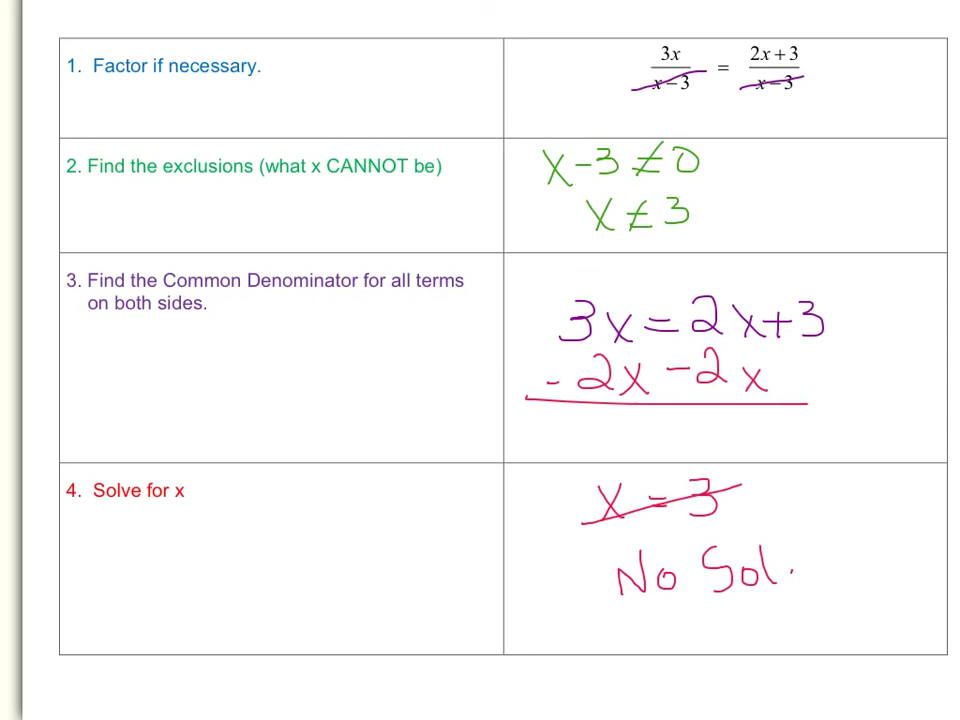 1. Factor if necessary.
3x/x−3 = 2x+3/x−3
2. Find the exclusions (what x CANNOT be)
x−3≠0
x≠3
3. Find the Common Denominator for all terms
on both sides.
3x=2x+3
-2x -2x
4. Solve for x
x=3
No Sol.